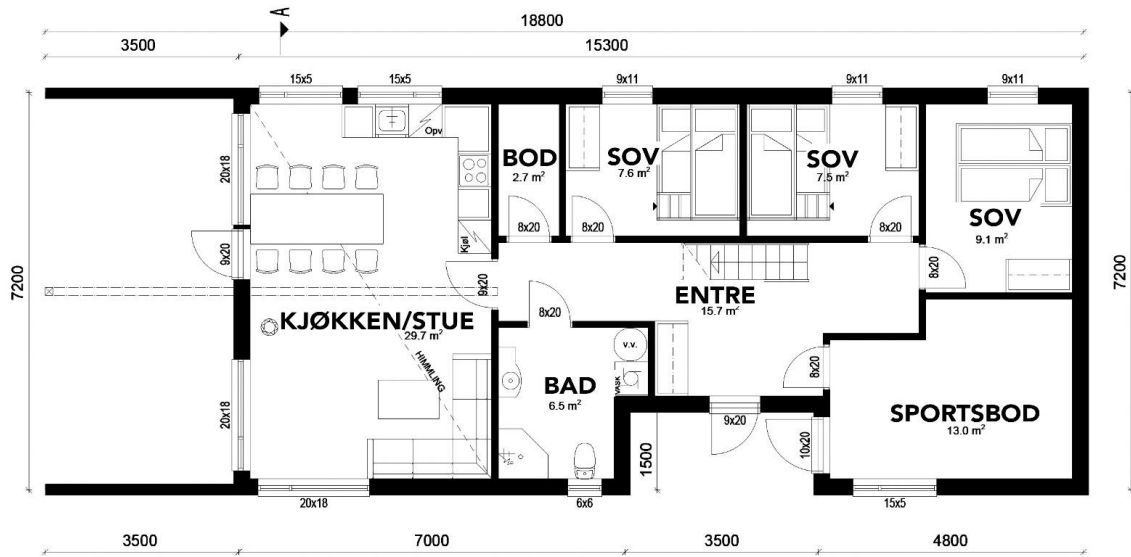 A
18800
3500
15300
15x5
15x5
9x11
9x11
9x11
7200
20x18
Opv
BOD
2.7 m²
SOV
7.6 m²
SOV
7.5 m²
SOV
9.1 m²
8x20
8x20
8x20
Kjøl
9x20
9x20
8x20
7200
ENTRE
15.7 m²
KJØKKEN/STUE
29.7 m²
HIMMLING
8x20
v.v.
VASK
BAD
6.5 m²
8x20
SPORTSBOD
13.0 m²
20x18
9x20
10x20
1500
20x18
6x6
15x5
3500
7000
3500
4800